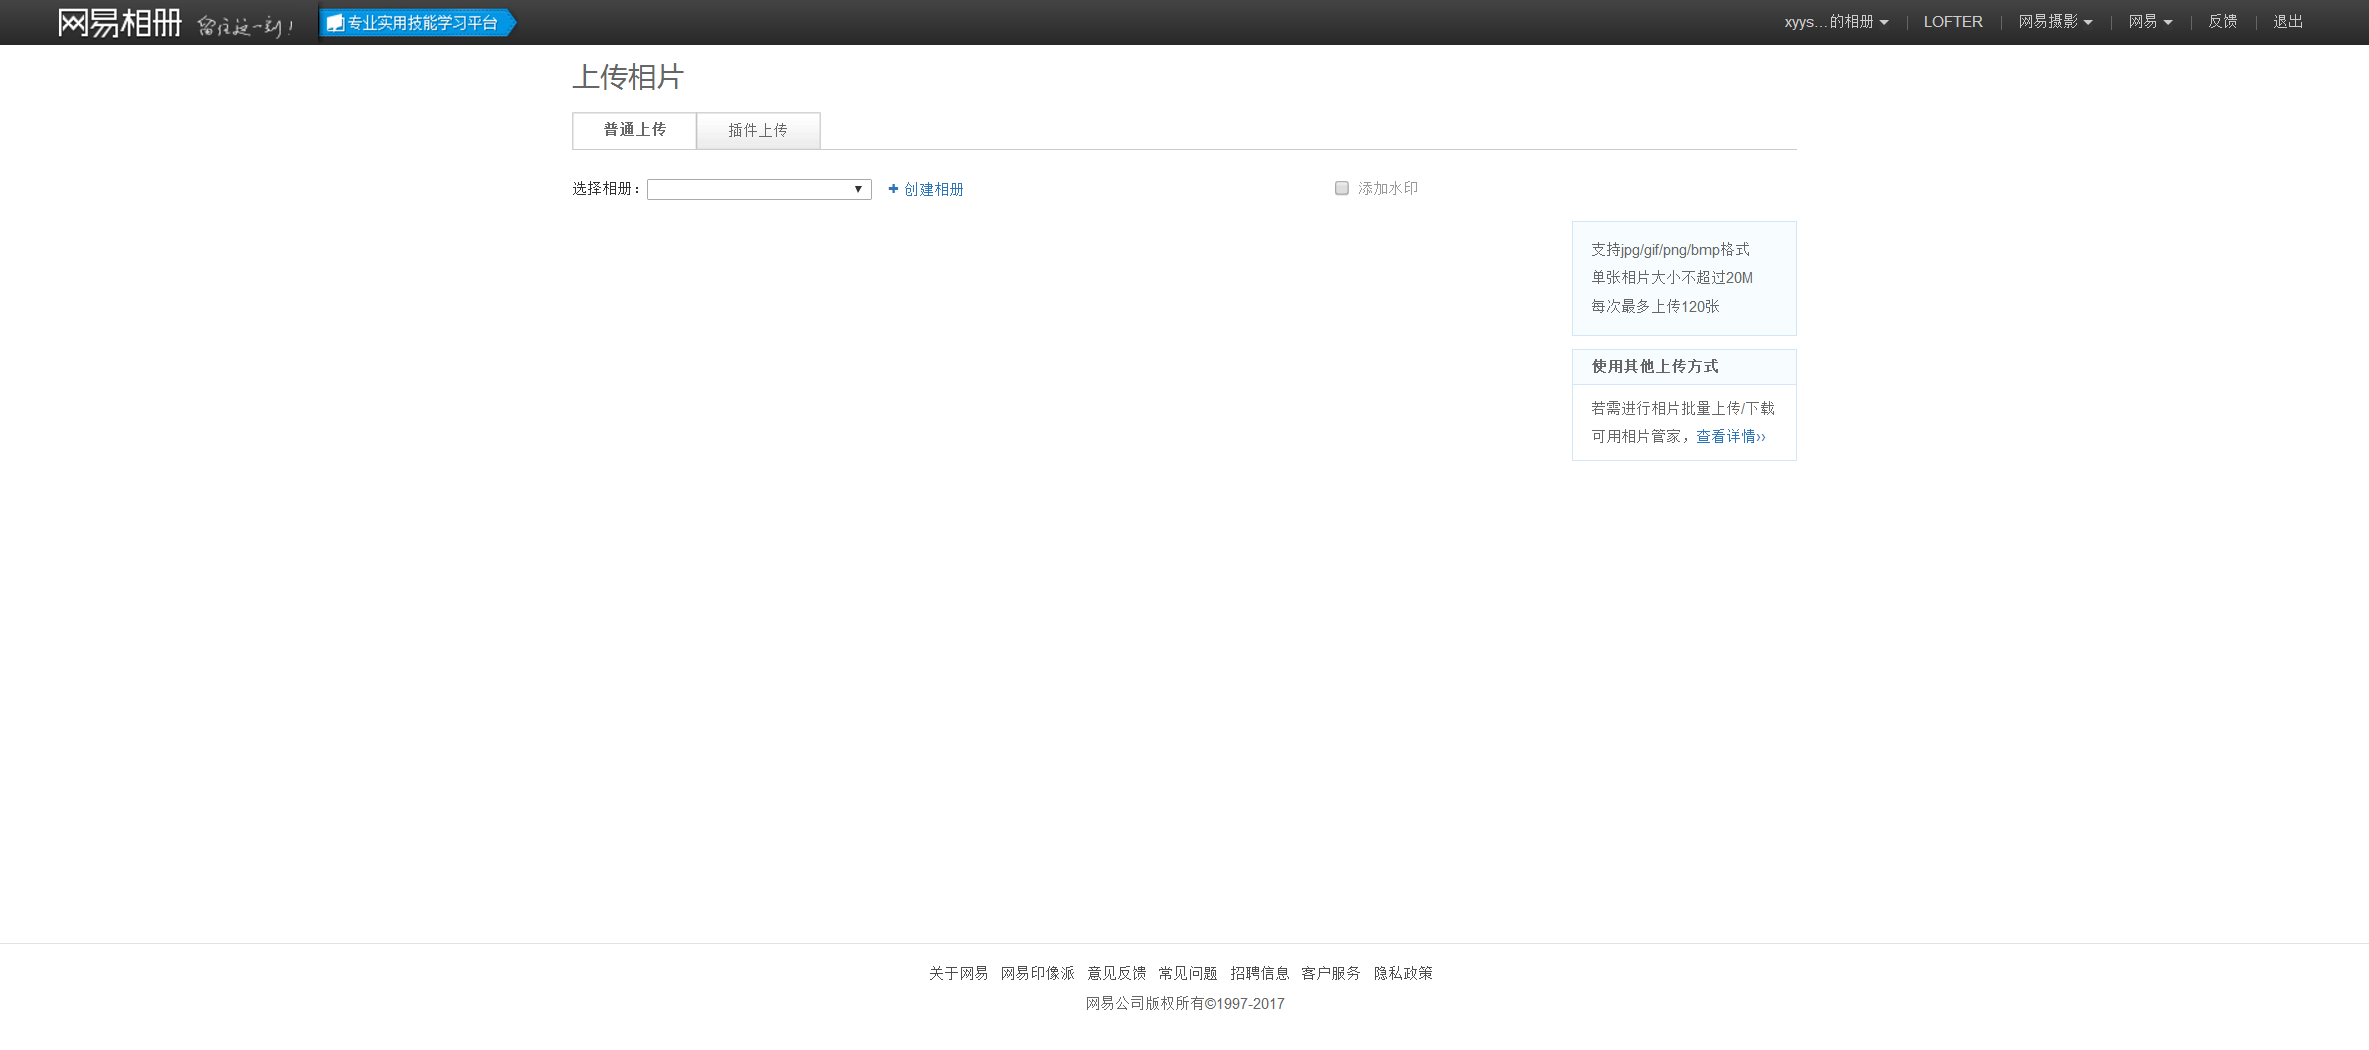 网易相册 留住这一刻！ 专业实用技能学习平台 xyys...的相册 LOFTER 网易摄影 网易 反馈 退出
上传相片
普通上传 插件上传
选择相册： 创建相册 添加水印
支持jpg/gif/png/bmp格式
单张相片大小不超过20M
每次最多上传120张
使用其他上传方式
若需进行相片批量上传/下载
可用相片管家，查看详情››
关于网易 网易印像派 意见反馈 常见问题 招聘信息 客户服务 隐私政策
网易公司版权所有©1997-2017